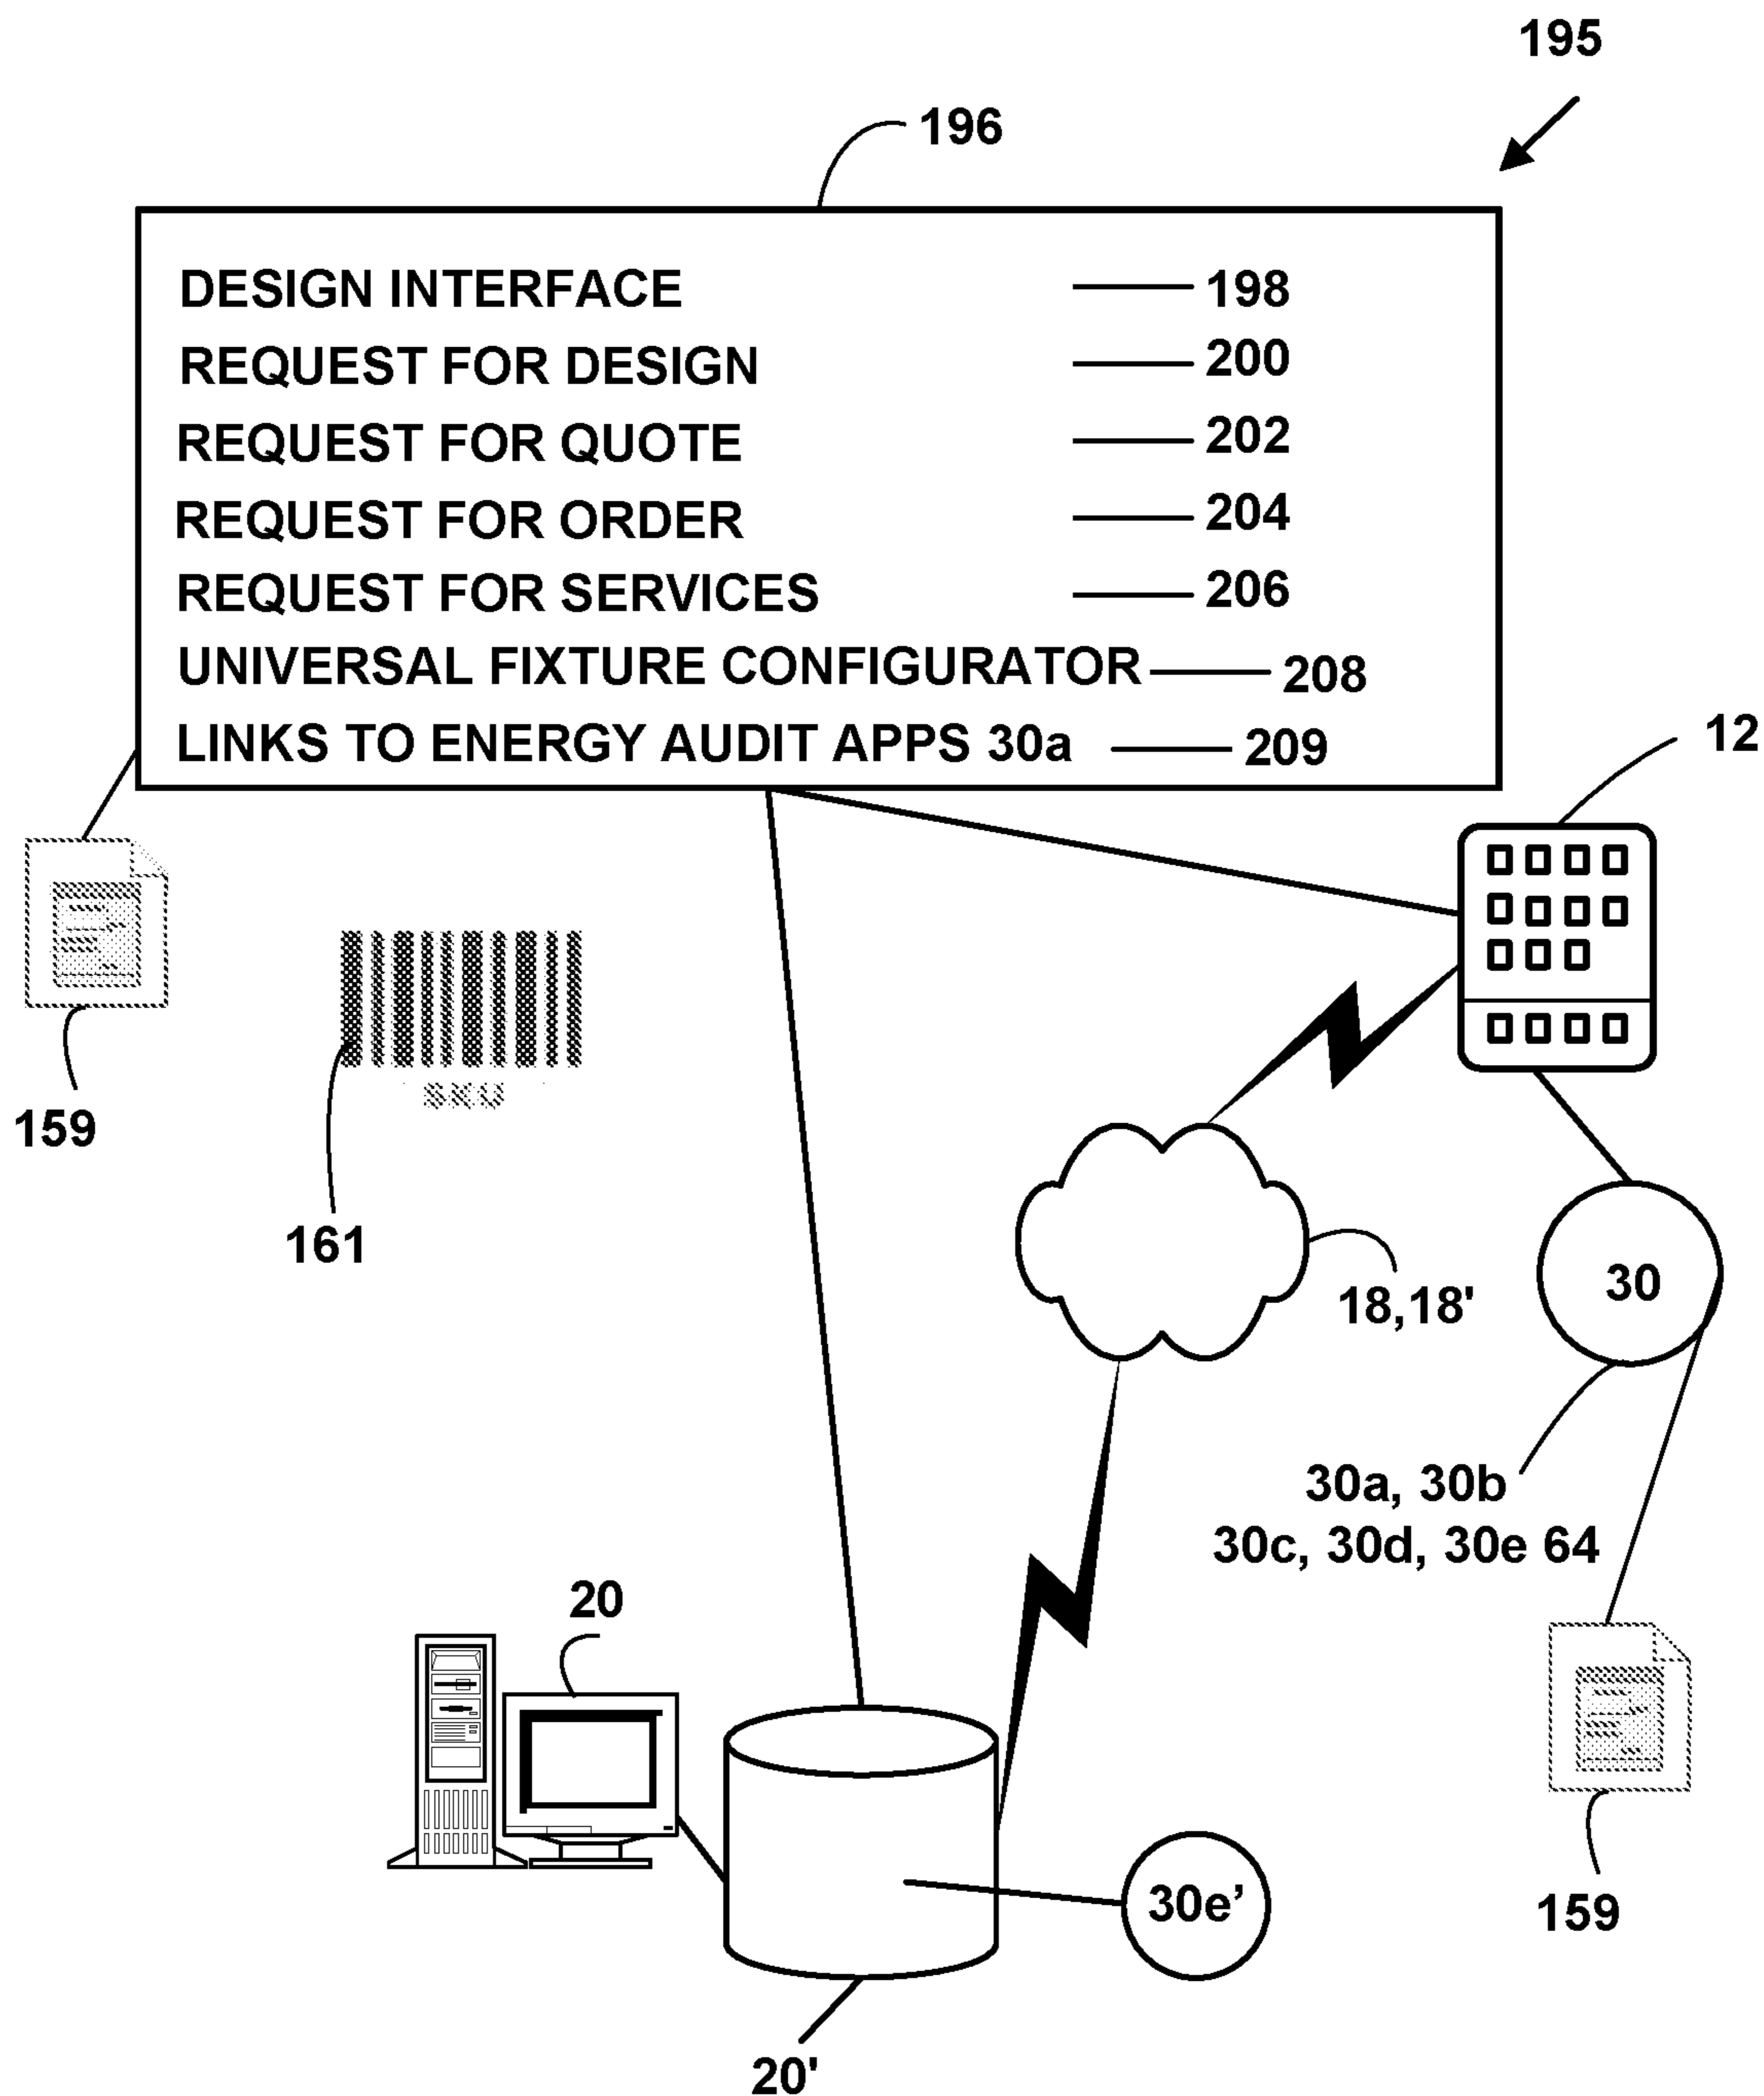 195
196
DESIGN INTERFACE 198
REQUEST FOR DESIGN 200
REQUEST FOR QUOTE 202
REQUEST FOR ORDER 204
REQUEST FOR SERVICES 206
UNIVERSAL FIXTURE CONFIGURATOR 208
LINKS TO ENERGY AUDIT APPS 30a 209
12
159
161
18,18'
30
30a, 30b
30c, 30d, 30e 64
20
30e’
159
20'